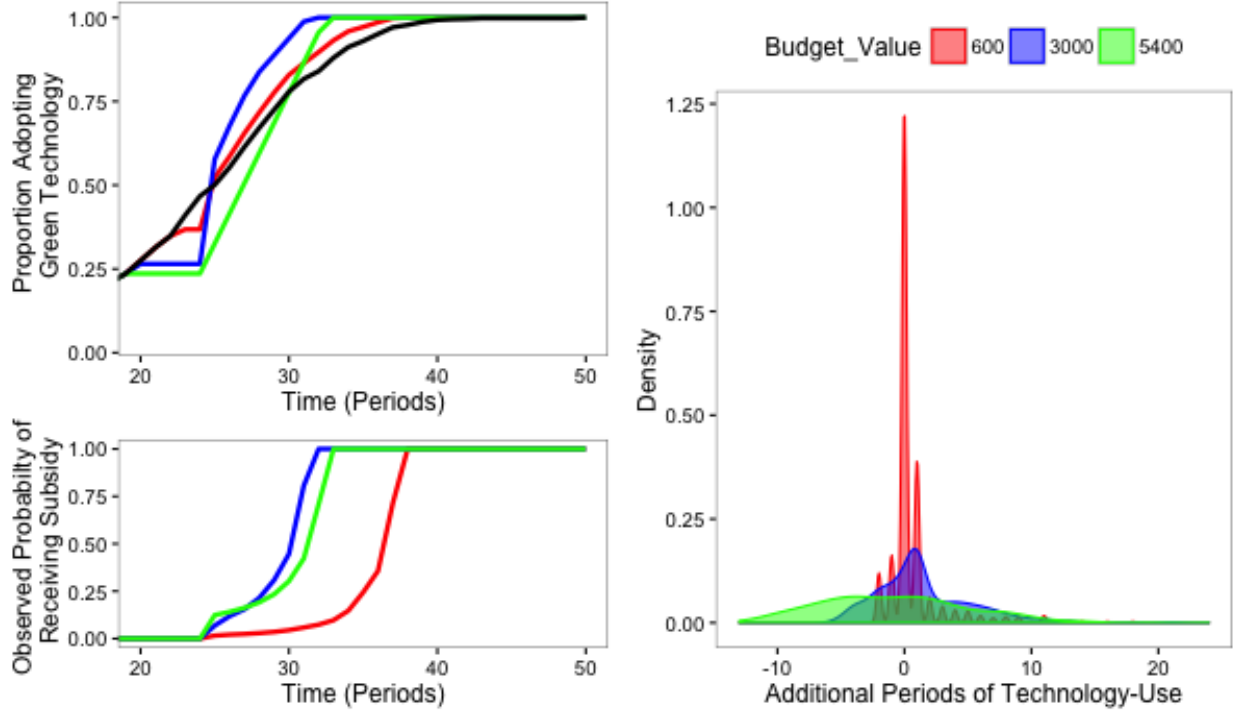 Proportion Adopting
Green Technology
1.00
0.75
0.50
0.25
0.00
20 30 40 50
Time (Periods)
Observed Probabilty of
Receiving Subsidy
1.00
0.75
0.50
0.25
0.00
20 30 40 50
Time (Periods)
Budget_Value 600 3000 5400
Density
1.25
1.00
0.75
0.50
0.25
0.00
-10 0 10 20
Additional Periods of Technology-Use